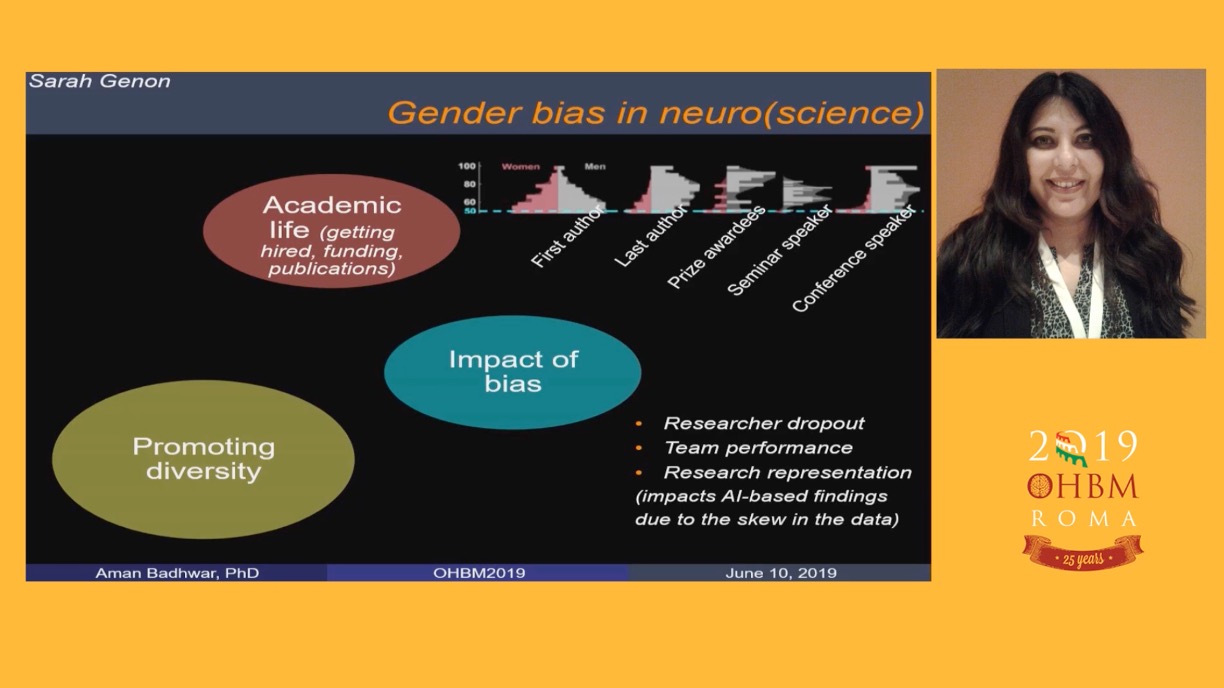 Sarah Genon
Gender bias in neuro(science)
Academic
life (getting
hired, funding,
publications)
100
80
60
50
Women
Men
First author
Last author
Prize awardees
Seminar speaker
Conference speaker
Impact of
bias
Promoting
diversity
• Researcher dropout
• Team performance
• Research representation
(impacts AI-based findings
due to the skew in the data)
Aman Badhwar, PhD
OHBM2019
June 10, 2019
2019
OHBM
ROMA
• 25 years •